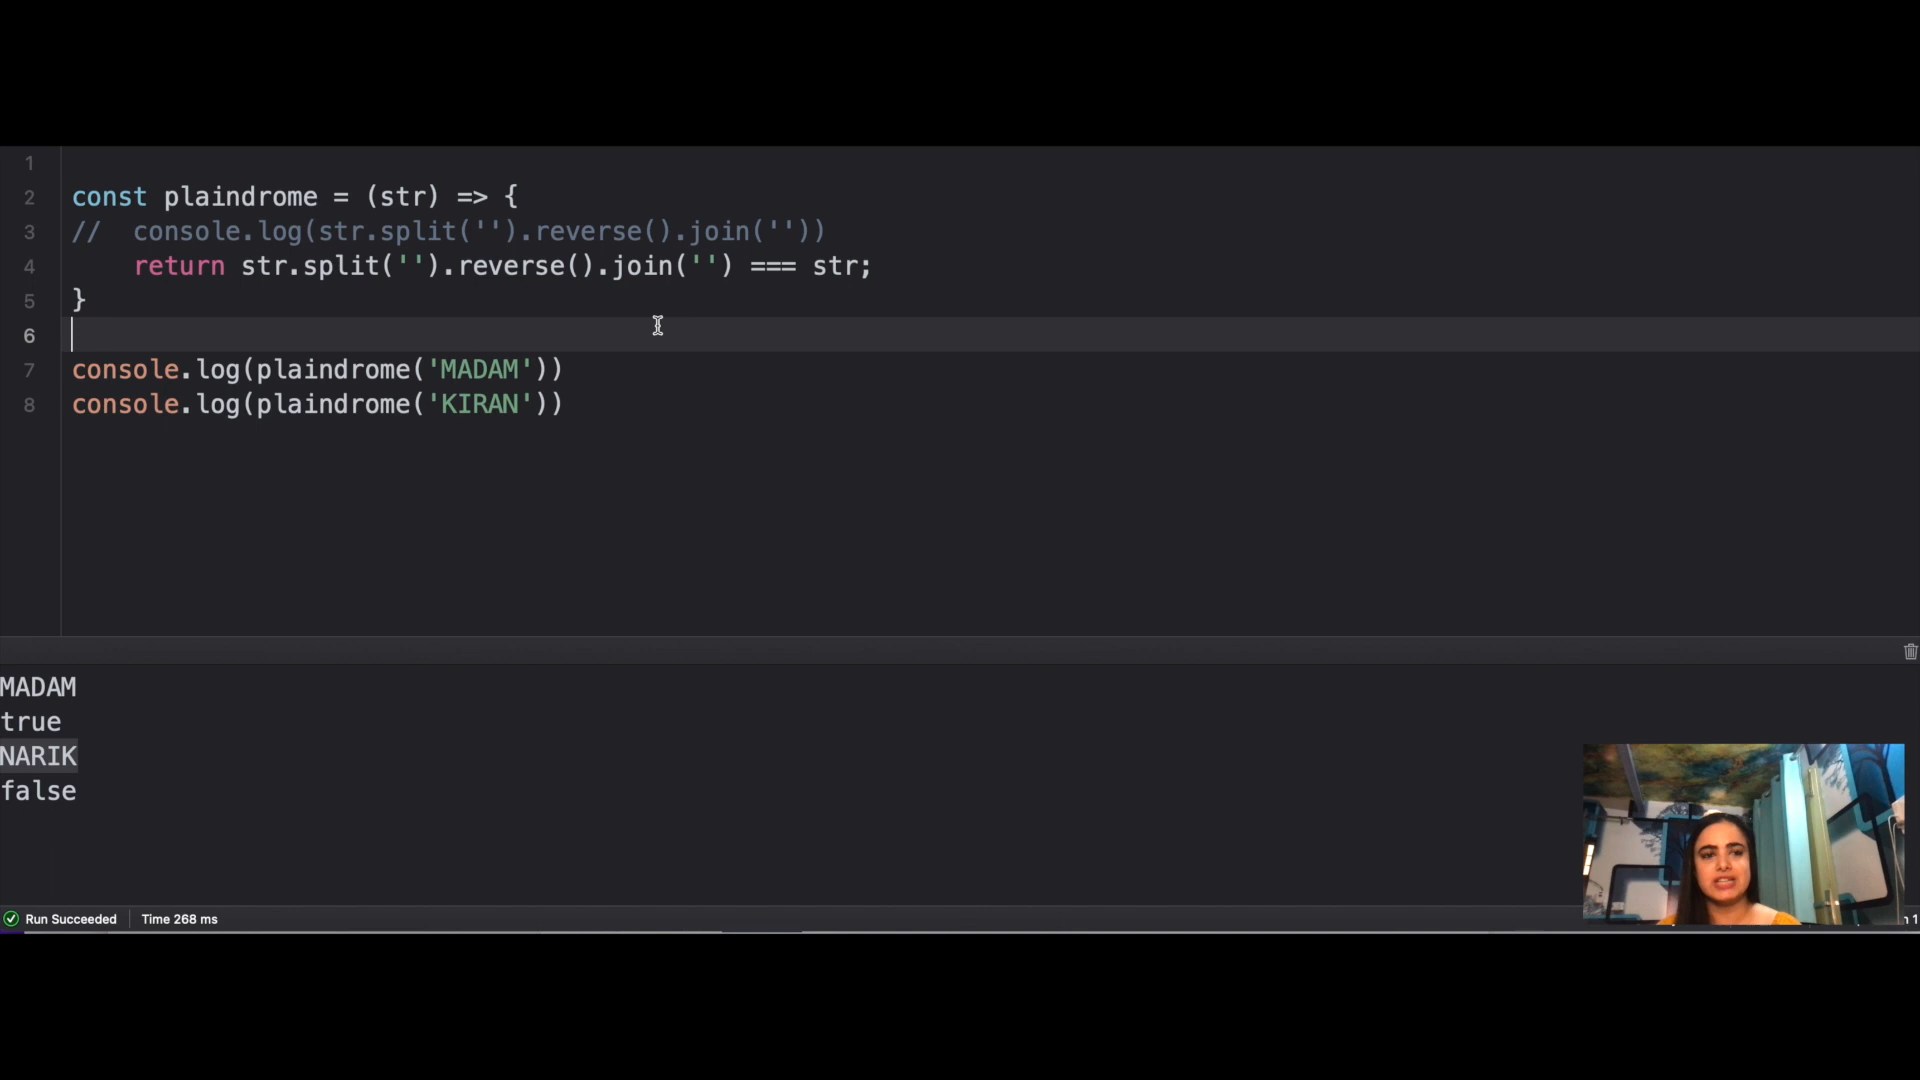 1
2 const plaindrome = (str) => {
3 //  console.log(str.split('').reverse().join(''))
4     return str.split('').reverse().join('') === str;
5 }
6
7 console.log(plaindrome('MADAM'))
8 console.log(plaindrome('KIRAN'))
MADAM
true
NARIK
false
Run Succeeded Time 268 ms